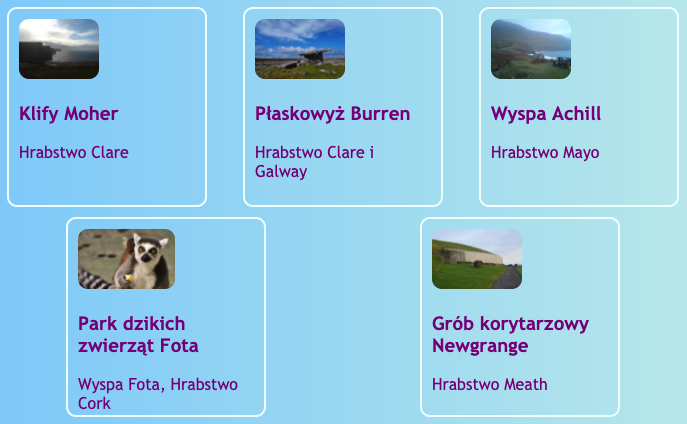 Klify Moher
Hrabstwo Clare
Płaskowyż Burren
Hrabstwo Clare i
Galway
Wyspa Achill
Hrabstwo Mayo
Park dzikich
zwierząt Fota
Wyspa Fota, Hrabstwo
Cork
Grób korytarzowy
Newgrange
Hrabstwo Meath